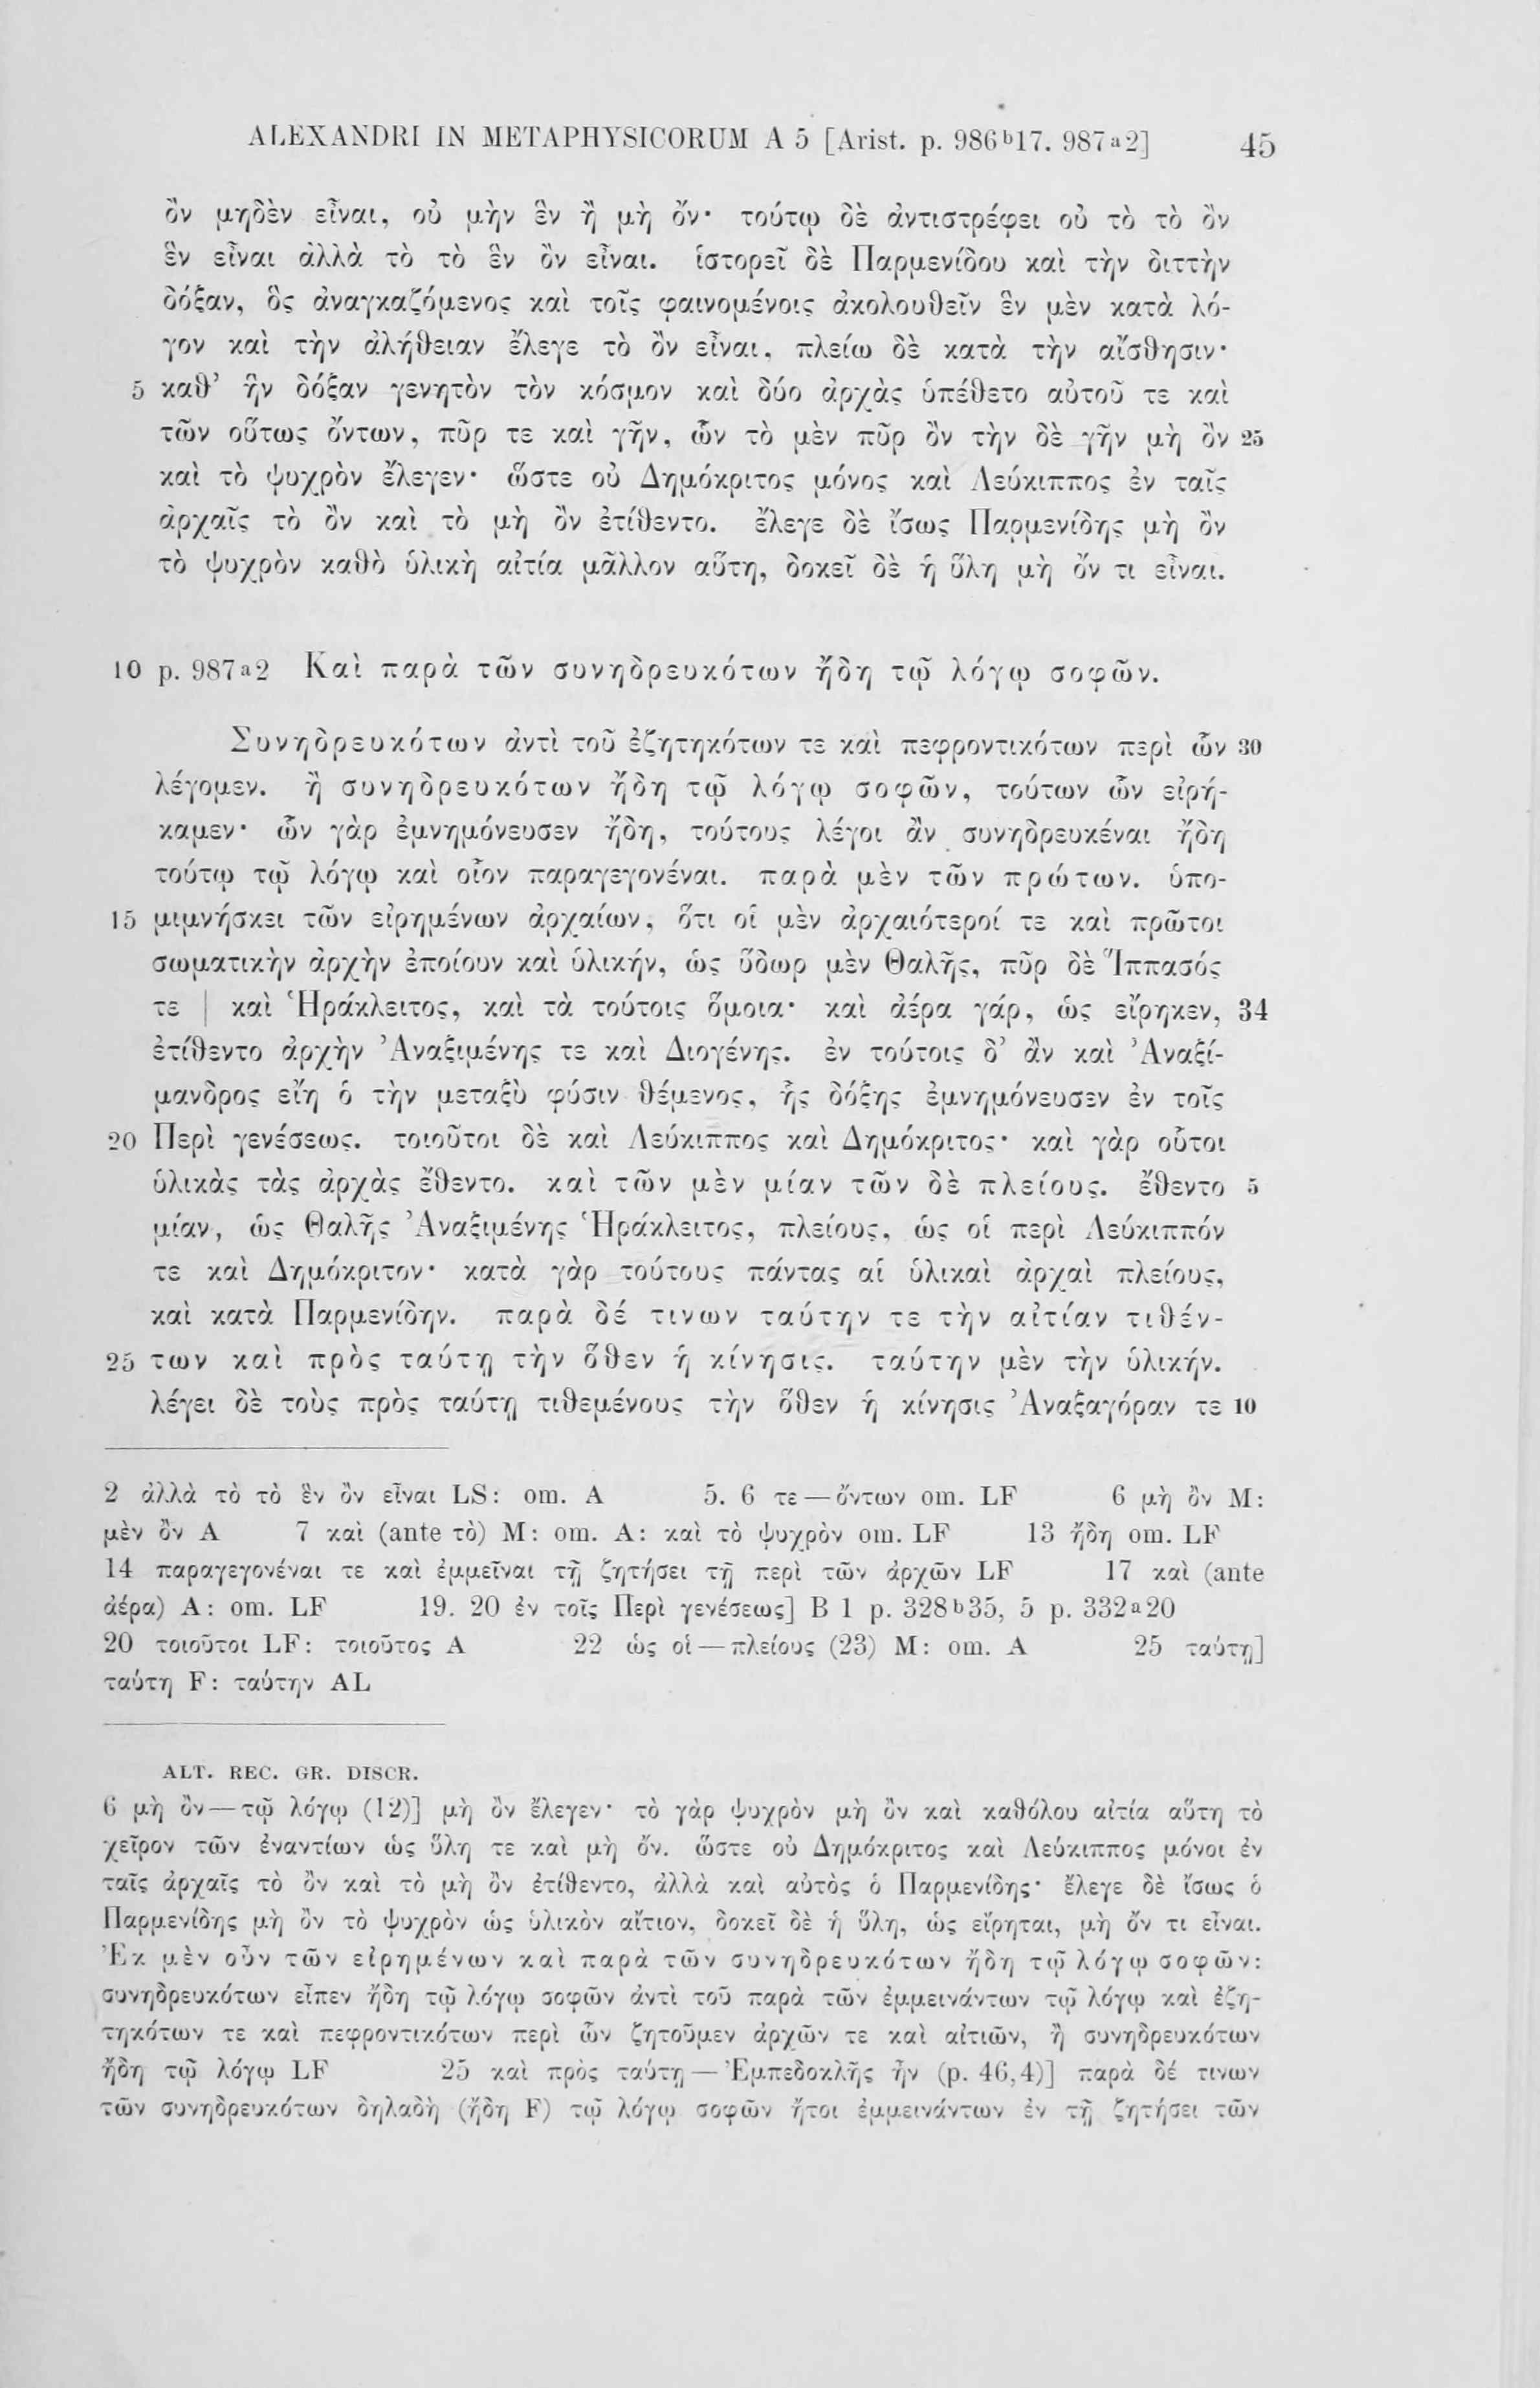 ALEXANDRI IN METAPHYSICORUM A 5 [Arist. p. 986b17. 987a2] 45
ὂν μηδὲν εἶναι, οὐ μὴν ἓν ἢ μὴ ὄν· τούτῳ δὲ ἀντιστρέφει οὐ τὸ τὸ ὂν
ἓν εἶναι ἀλλὰ τὸ τὸ ἓν ὂν εἶναι. ἱστορεῖ δὲ Παρμενίδου καὶ τὴν διττὴν
δόξαν, ὃς ἀναγκαζόμενος καὶ τοῖς φαινομένοις ἀκολουθεῖν ἓν μὲν κατὰ λό-
γον καὶ τὴν ἀλήθειαν ἔλεγε τὸ ὂν εἶναι, πλείω δὲ κατὰ τὴν αἴσθησιν·
5 καθ’ ἣν δόξαν γενητὸν τὸν κόσμον καὶ δύο ἀρχὰς ὑπέθετο αὐτοῦ τε καὶ
τῶν οὕτως ὄντων, πῦρ τε καὶ γῆν, ὧν τὸ μὲν πῦρ ὂν τὴν δὲ γῆν μὴ ὂν 25
καὶ τὸ ψυχρὸν ἔλεγεν· ὥστε οὐ Δημόκριτος μόνος καὶ Λεύκιππος ἐν ταῖς
ἀρχαῖς τὸ ὂν καὶ τὸ μὴ ὂν ἐτίθεντο. ἔλεγε δὲ ἴσως Παρμενίδης μὴ ὂν
τὸ ψυχρὸν καθὸ ὑλικὴ αἰτία μᾶλλον αὕτη, δοκεῖ δὲ ἡ ὕλη μὴ ὄν τι εἶναι.
10 p. 987a2 Καὶ παρὰ τῶν συνηδρευκότων ἤδη τῷ λόγῳ σοφῶν.
Συνηδρευκότων ἀντὶ τοῦ ἐζητηκότων τε καὶ πεφροντικότων περὶ ὧν 30
λέγομεν. ἢ συνηδρευκότων ἤδη τῷ λόγῳ σοφῶν, τούτων ὧν εἰρή-
καμεν· ὧν γὰρ ἐμνημόνευσεν ἤδη, τούτους λέγοι ἂν συνηδρευκέναι ἤδη
τούτῳ τῷ λόγῳ καὶ οἷον παραγεγονέναι. παρὰ μὲν τῶν πρώτων. ὑπο-
15 μιμνήσκει τῶν εἰρημένων ἀρχαίων, ὅτι οἱ μὲν ἀρχαιότεροί τε καὶ πρῶτοι
σωματικὴν ἀρχὴν ἐποίουν καὶ ὑλικήν, ὡς ὕδωρ μὲν Θαλῆς, πῦρ δὲ Ἵππασός
τε | καὶ Ἡράκλειτος, καὶ τὰ τούτοις ὅμοια· καὶ ἀέρα γάρ, ὡς εἴρηκεν, 34
ἐτίθεντο ἀρχὴν Ἀναξιμένης τε καὶ Διογένης. ἐν τούτοις δ’ ἂν καὶ Ἀναξί-
μανδρος εἴη ὁ τὴν μεταξὺ φύσιν θέμενος, ἧς δόξης ἐμνημόνευσεν ἐν τοῖς
20 Περὶ γενέσεως. τοιοῦτοι δὲ καὶ Λεύκιππος καὶ Δημόκριτος· καὶ γὰρ οὗτοι
ὑλικὰς τὰς ἀρχὰς ἔθεντο. καὶ τῶν μὲν μίαν τῶν δὲ πλείους. ἔθεντο 5
μίαν, ὡς Θαλῆς Ἀναξιμένης Ἡράκλειτος, πλείους, ὡς οἱ περὶ Λεύκιππόν
τε καὶ Δημόκριτον· κατὰ γὰρ τούτους πάντας αἱ ὑλικαὶ ἀρχαὶ πλείους,
καὶ κατὰ Παρμενίδην. παρὰ δέ τινων ταύτην τε τὴν αἰτίαν τιθέν-
25 των καὶ πρὸς ταύτῃ τὴν ὅθεν ἡ κίνησις. ταύτην μὲν τὴν ὑλικήν.
λέγει δὲ τοὺς πρὸς ταύτῃ τιθεμένους τὴν ὅθεν ἡ κίνησις Ἀναξαγόραν τε 10
2 ἀλλὰ τὸ τὸ ἓν ὂν εἶναι LS: om. A 5. 6 τε — ὄντων om. LF 6 μὴ ὂν M:
μὲν ὂν A 7 καὶ (ante τὸ) M: om. A: καὶ τὸ ψυχρὸν om. LF 13 ἤδη om. LF
14 παραγεγονέναι τε καὶ ἐμμεῖναι τῇ ζητήσει τῇ περὶ τῶν ἀρχῶν LF 17 καὶ (ante
ἀέρα) A: om. LF 19. 20 ἐν τοῖς Περὶ γενέσεως] B 1 p. 328b35, 5 p. 332a20
20 τοιοῦτοι LF: τοιοῦτος A 22 ὡς οἱ — πλείους (23) M: om. A 25 ταύτῃ]
ταύτη F: ταύτην AL
ALT. REC. GR. DISCR.
6 μὴ ὂν — τῷ λόγῳ (12)] μὴ ὂν ἔλεγεν· τὸ γὰρ ψυχρὸν μὴ ὂν καὶ καθόλου αἰτία αὕτη τὸ
χεῖρον τῶν ἐναντίων ὡς ὕλη τε καὶ μὴ ὄν. ὥστε οὐ Δημόκριτος καὶ Λεύκιππος μόνοι ἐν
ταῖς ἀρχαῖς τὸ ὂν καὶ τὸ μὴ ὂν ἐτίθεντο, ἀλλὰ καὶ αὐτὸς ὁ Παρμενίδης· ἔλεγε δὲ ἴσως ὁ
Παρμενίδης μὴ ὂν τὸ ψυχρὸν ὡς ὑλικὸν αἴτιον, δοκεῖ δὲ ἡ ὕλη, ὡς εἴρηται, μὴ ὄν τι εἶναι.
Ἐκ μὲν οὖν τῶν εἰρημένων καὶ παρὰ τῶν συνηδρευκότων ἤδη τῷ λόγῳ σοφῶν:
συνηδρευκότων εἶπεν ἤδη τῷ λόγῳ σοφῶν ἀντὶ τοῦ παρὰ τῶν ἐμμεινάντων τῷ λόγῳ καὶ ἐζη-
τηκότων τε καὶ πεφροντικότων περὶ ὧν ζητοῦμεν ἀρχῶν τε καὶ αἰτιῶν, ἢ συνηδρευκότων
ἤδη τῷ λόγῳ LF 25 καὶ πρὸς ταύτῃ — Ἐμπεδοκλῆς ἦν (p. 46,4)] παρὰ δέ τινων
τῶν συνηδρευκότων δηλαδὴ (ἤδη F) τῷ λόγῳ σοφῶν ἤτοι ἐμμεινάντων ἐν τῇ ζητήσει τῶν